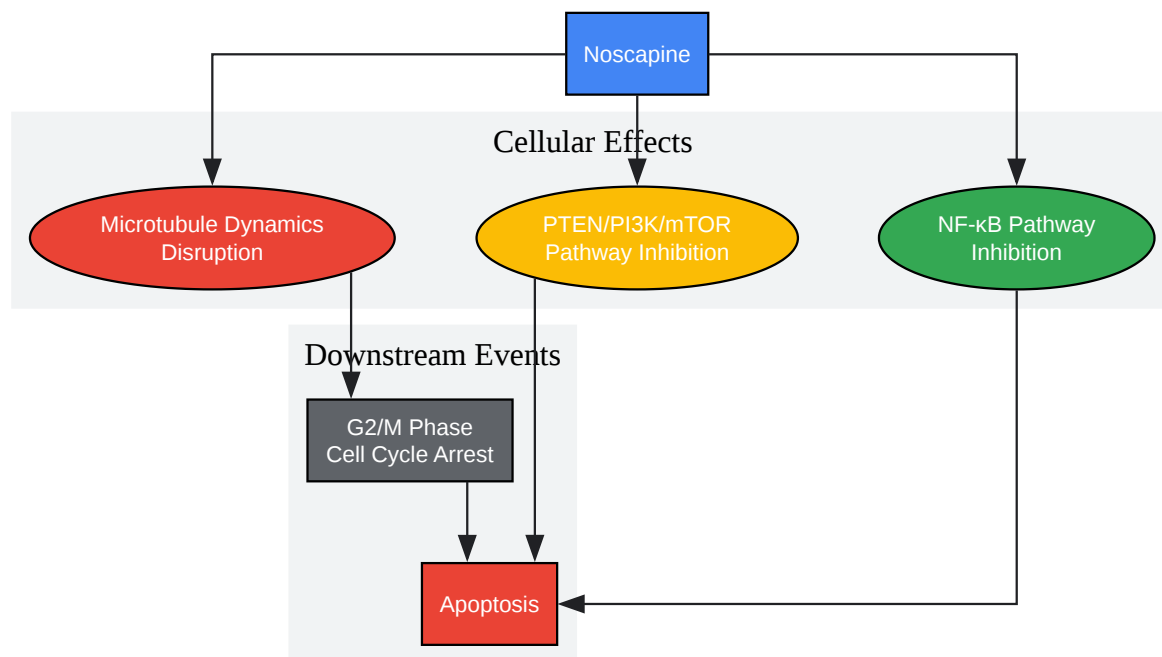 Noscapine
Cellular Effects
Microtubule Dynamics
Disruption
PTEN/PI3K/mTOR
Pathway Inhibition
NF-κB Pathway
Inhibition
Downstream Events
G2/M Phase
Cell Cycle Arrest
Apoptosis